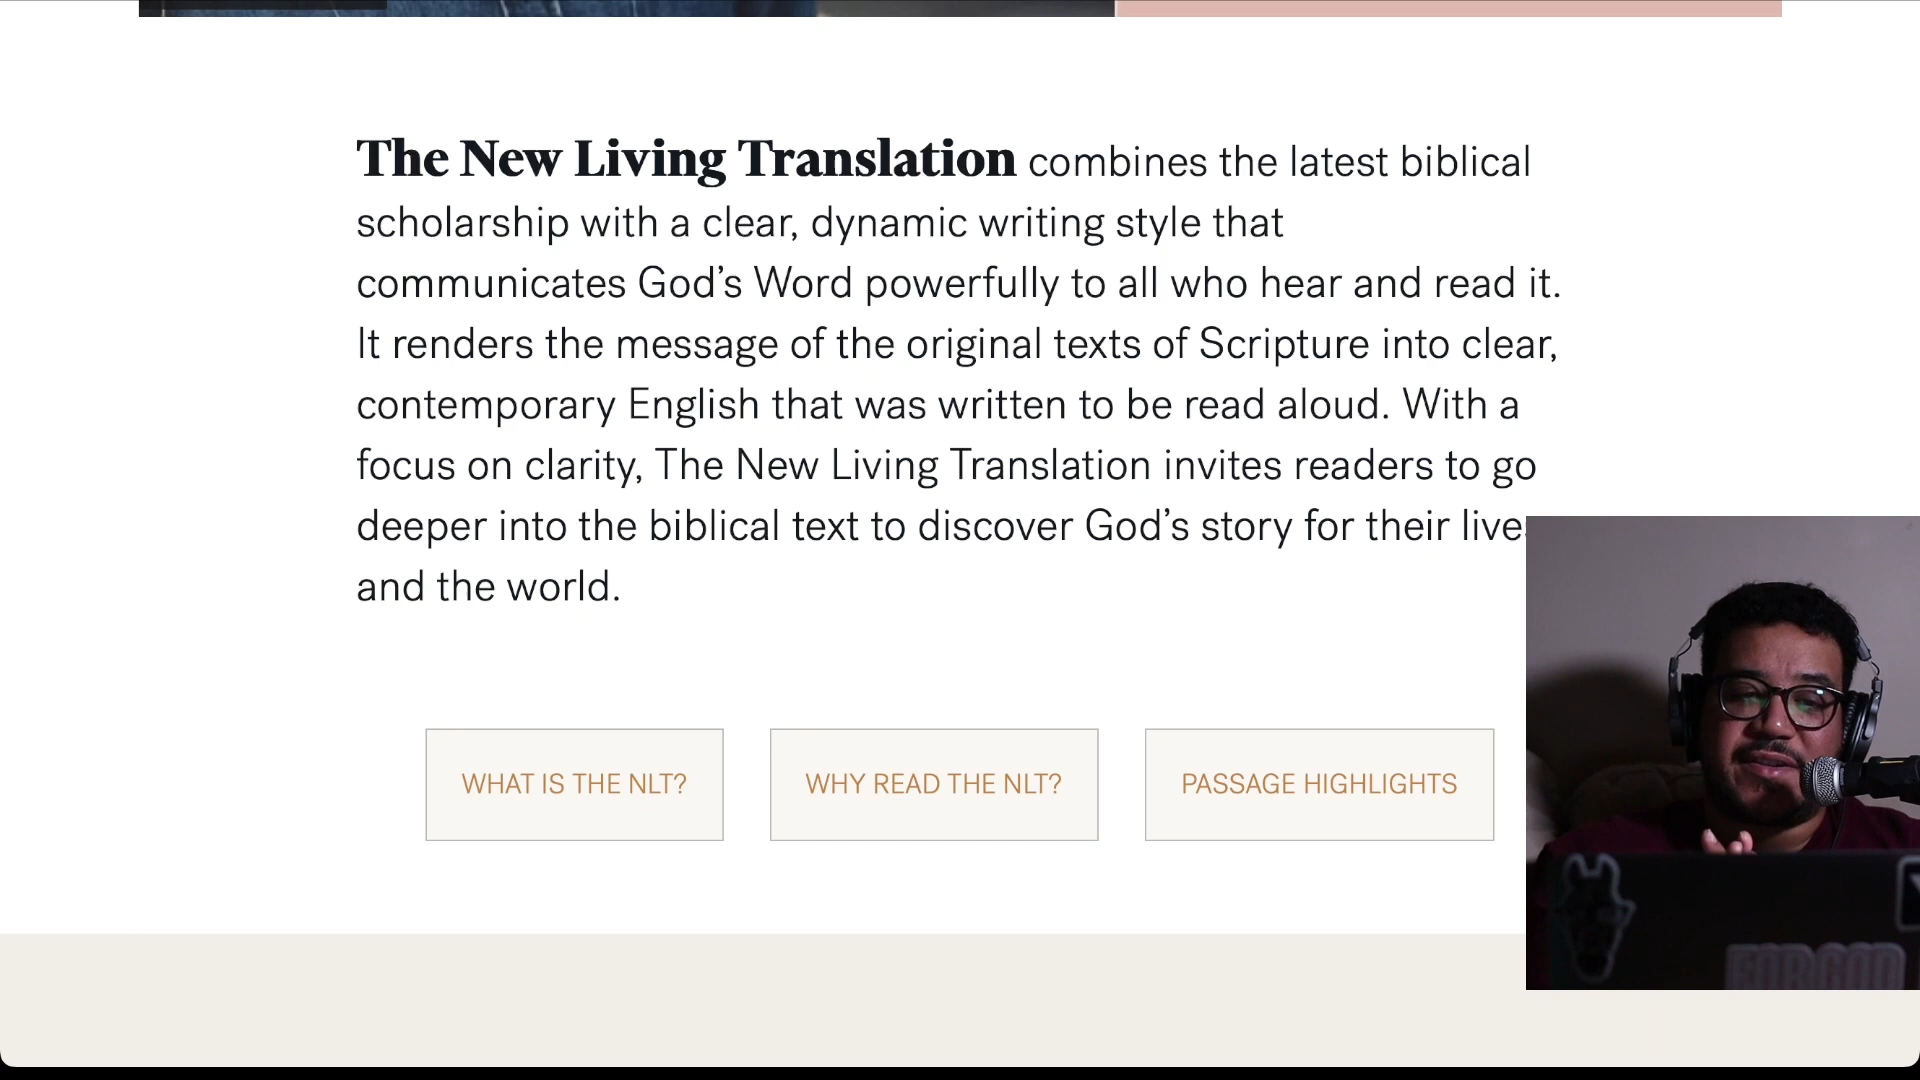 The New Living Translation combines the latest biblical
scholarship with a clear, dynamic writing style that
communicates God's Word powerfully to all who hear and read it.
It renders the message of the original texts of Scripture into clear,
contemporary English that was written to be read aloud. With a
focus on clarity, The New Living Translation invites readers to go
deeper into the biblical text to discover God's story for their live
and the world.
WHAT IS THE NLT?
WHY READ THE NLT?
PASSAGE HIGHLIGHTS
FOR GOD